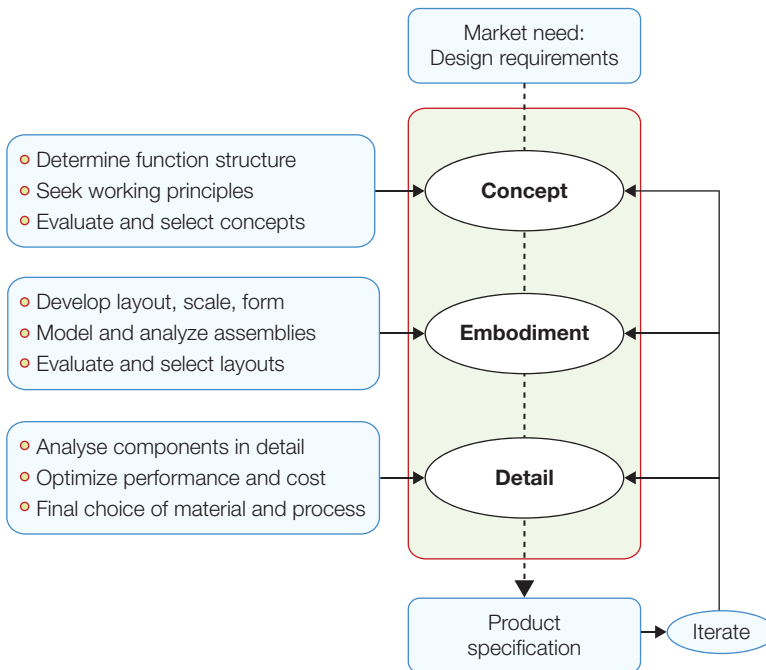 Market need:
Design requirements
Determine function structure
Seek working principles
Evaluate and select concepts
Concept
Develop layout, scale, form
Model and analyze assemblies
Evaluate and select layouts
Embodiment
Analyse components in detail
Optimize performance and cost
Final choice of material and process
Detail
Product
specification
Iterate